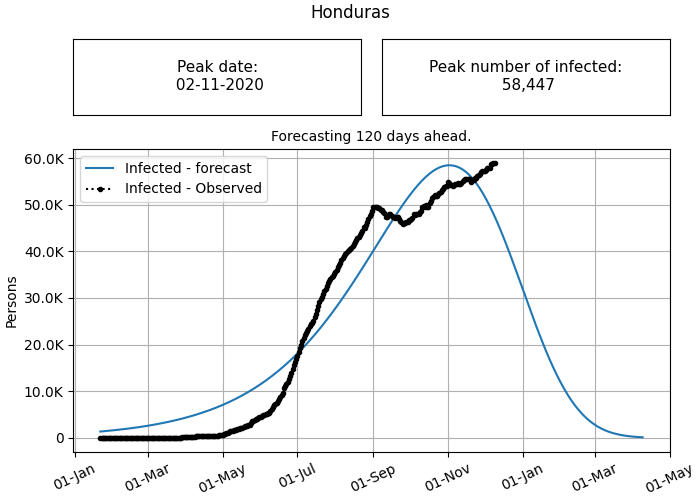 Honduras
Peak date:
02-11-2020
Peak number of infected:
58,447
Forecasting 120 days ahead.
Infected - forecast
Infected - Observed
Persons
60.0K
50.0K
40.0K
30.0K
20.0K
10.0K
0
01-Jan
01-Mar
01-May
01-Jul
01-Sep
01-Nov
01-Jan
01-Mar
01-May